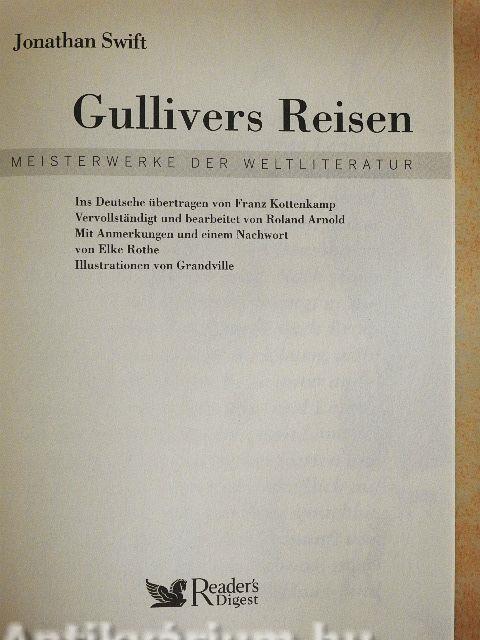 Jonathan Swift
Gullivers Reisen
MEISTERWERKE DER WELTLITERATUR
Ins Deutsche übertragen von Franz Kottenkamp
Vervollständigt und bearbeitet von Roland Arnold
Mit Anmerkungen und einem Nachwort
von Elke Rothe
Illustrationen von Grandville
Reader's
Digest
Antikvárium.hu